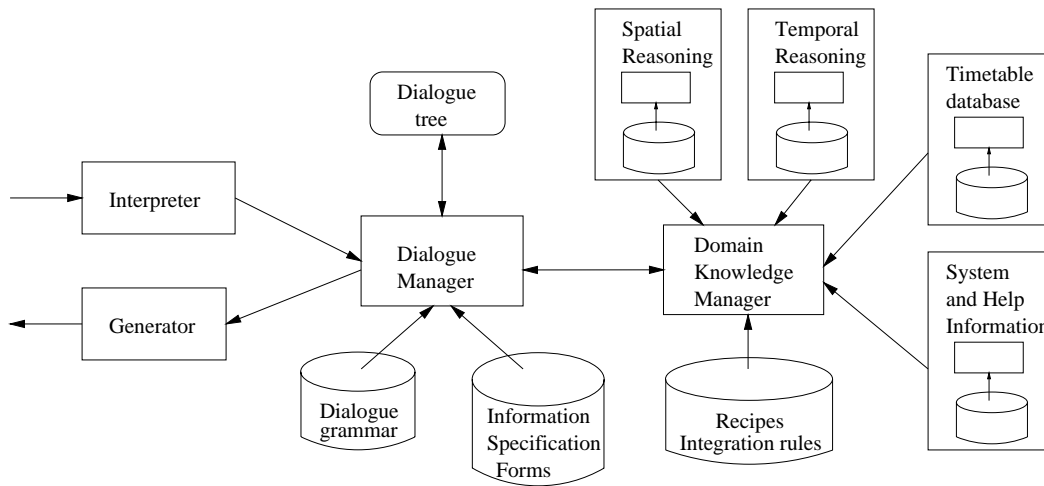 Spatial
Reasoning
Temporal
Reasoning
Timetable
database
Dialogue
tree
Interpreter
Dialogue
Manager
Domain
Knowledge
Manager
System
and Help
Information
Generator
Dialogue
grammar
Information
Specification
Forms
Recipes
Integration rules